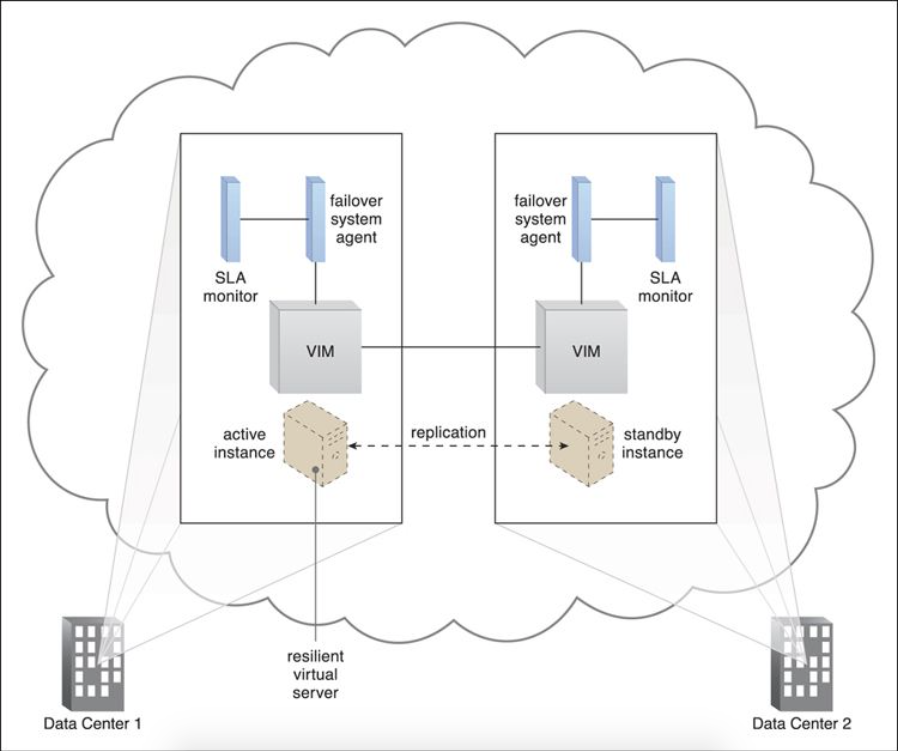 failover
system
agent
SLA
monitor
VIM
active
instance
replication
failover
system
agent
SLA
monitor
VIM
standby
instance
resilient
virtual
server
Data Center 1
Data Center 2